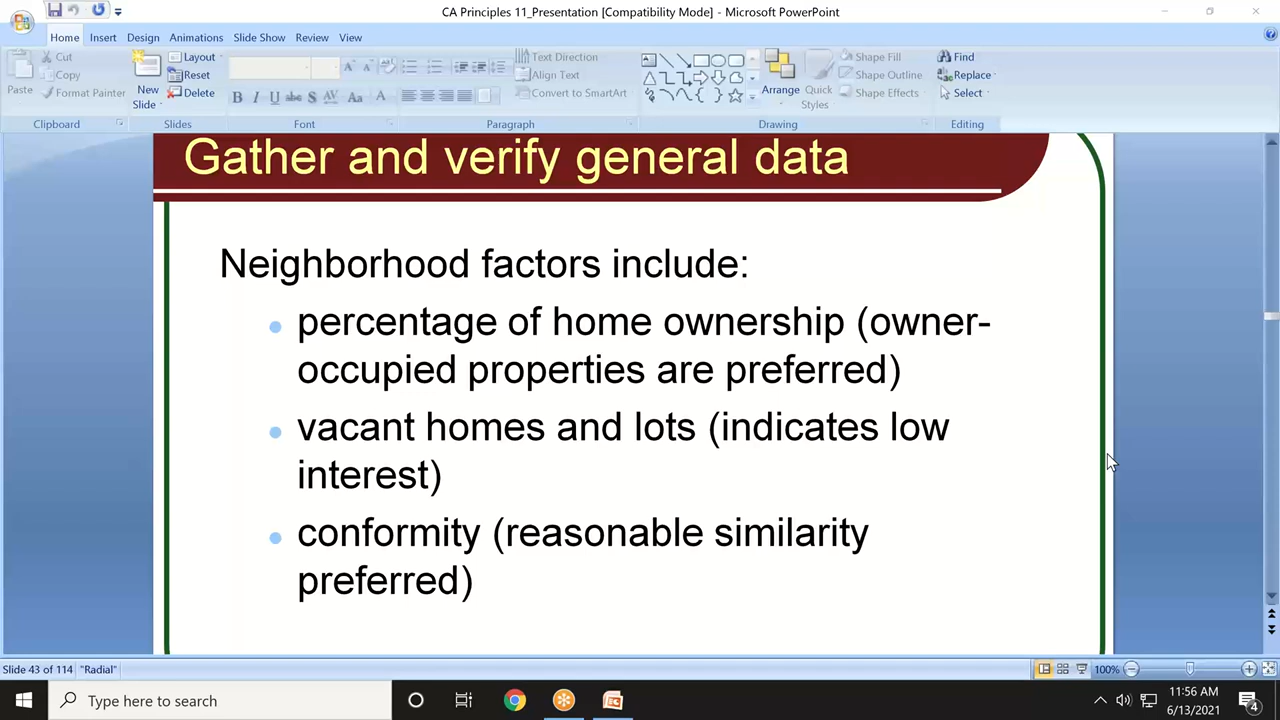 CA Principles 11_Presentation [Compatibility Mode] - Microsoft PowerPoint
Home Insert Design Animations Slide Show Review View
Paste
Cut
Copy
Format Painter
Clipboard
New Slide
Layout
Reset
Delete
Slides
Font
Text Direction
Align Text
Convert to SmartArt
Paragraph
Arrange
Quick Styles
Shape Fill
Shape Outline
Shape Effects
Drawing
Find
Replace
Select
Editing
Gather and verify general data
Neighborhood factors include:
percentage of home ownership (owner-
occupied properties are preferred)
vacant homes and lots (indicates low
interest)
conformity (reasonable similarity
preferred)
Slide 43 of 114 "Radial" 100%
Type here to search
11:56 AM
6/13/2021
4